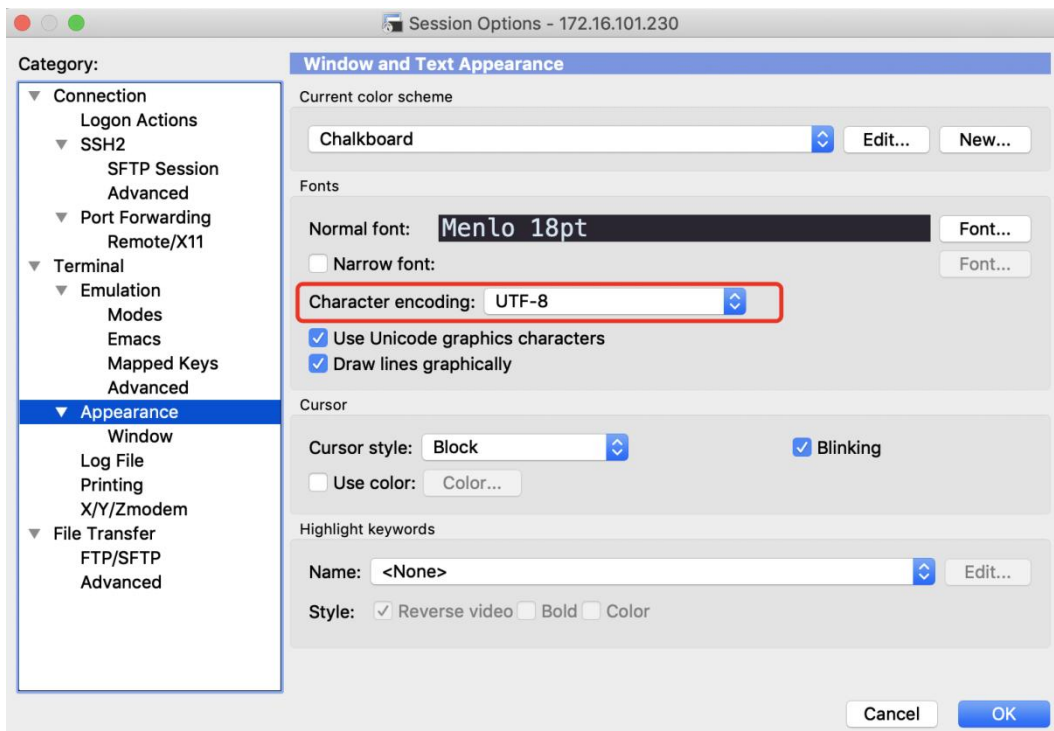 Session Options - 172.16.101.230
Category:
Connection
Logon Actions
SSH2
SFTP Session
Advanced
Port Forwarding
Remote/X11
Terminal
Emulation
Modes
Emacs
Mapped Keys
Advanced
Appearance
Window
Log File
Printing
X/Y/Zmodem
File Transfer
FTP/SFTP
Advanced
Window and Text Appearance
Current color scheme
Chalkboard Edit... New...
Fonts
Normal font: Menlo 18pt Font...
Narrow font: Font...
Character encoding: UTF-8
Use Unicode graphics characters
Draw lines graphically
Cursor
Cursor style: Block Blinking
Use color: Color...
Highlight keywords
Name: <None> Edit...
Style: Reverse video Bold Color
Cancel OK